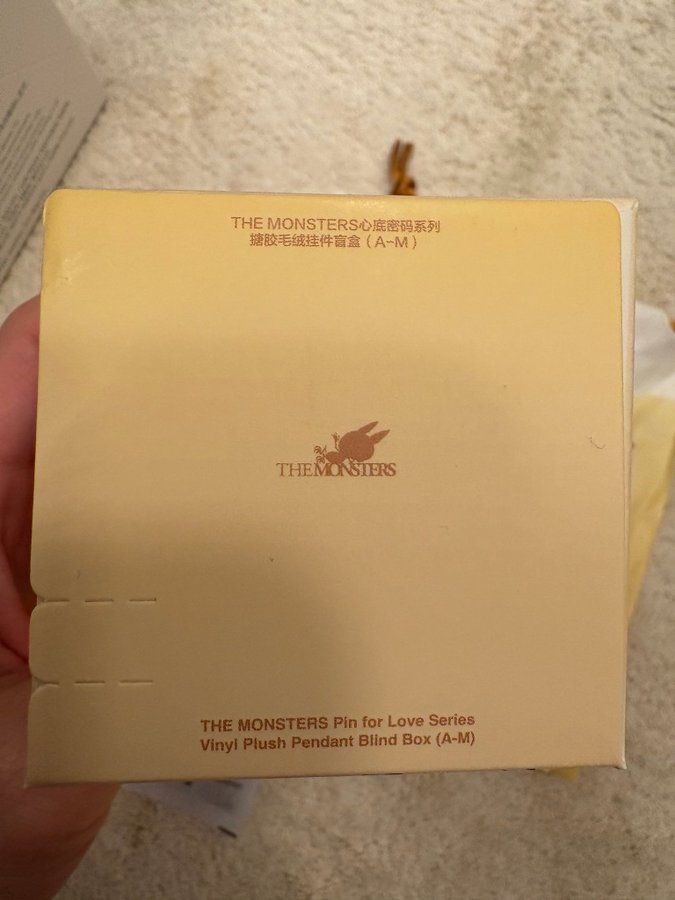 THE MONSTERS心底密码系列
搪胶毛绒挂件盲盒（A~M）
THE MONSTERS
THE MONSTERS Pin for Love Series
Vinyl Plush Pendant Blind Box (A-M)